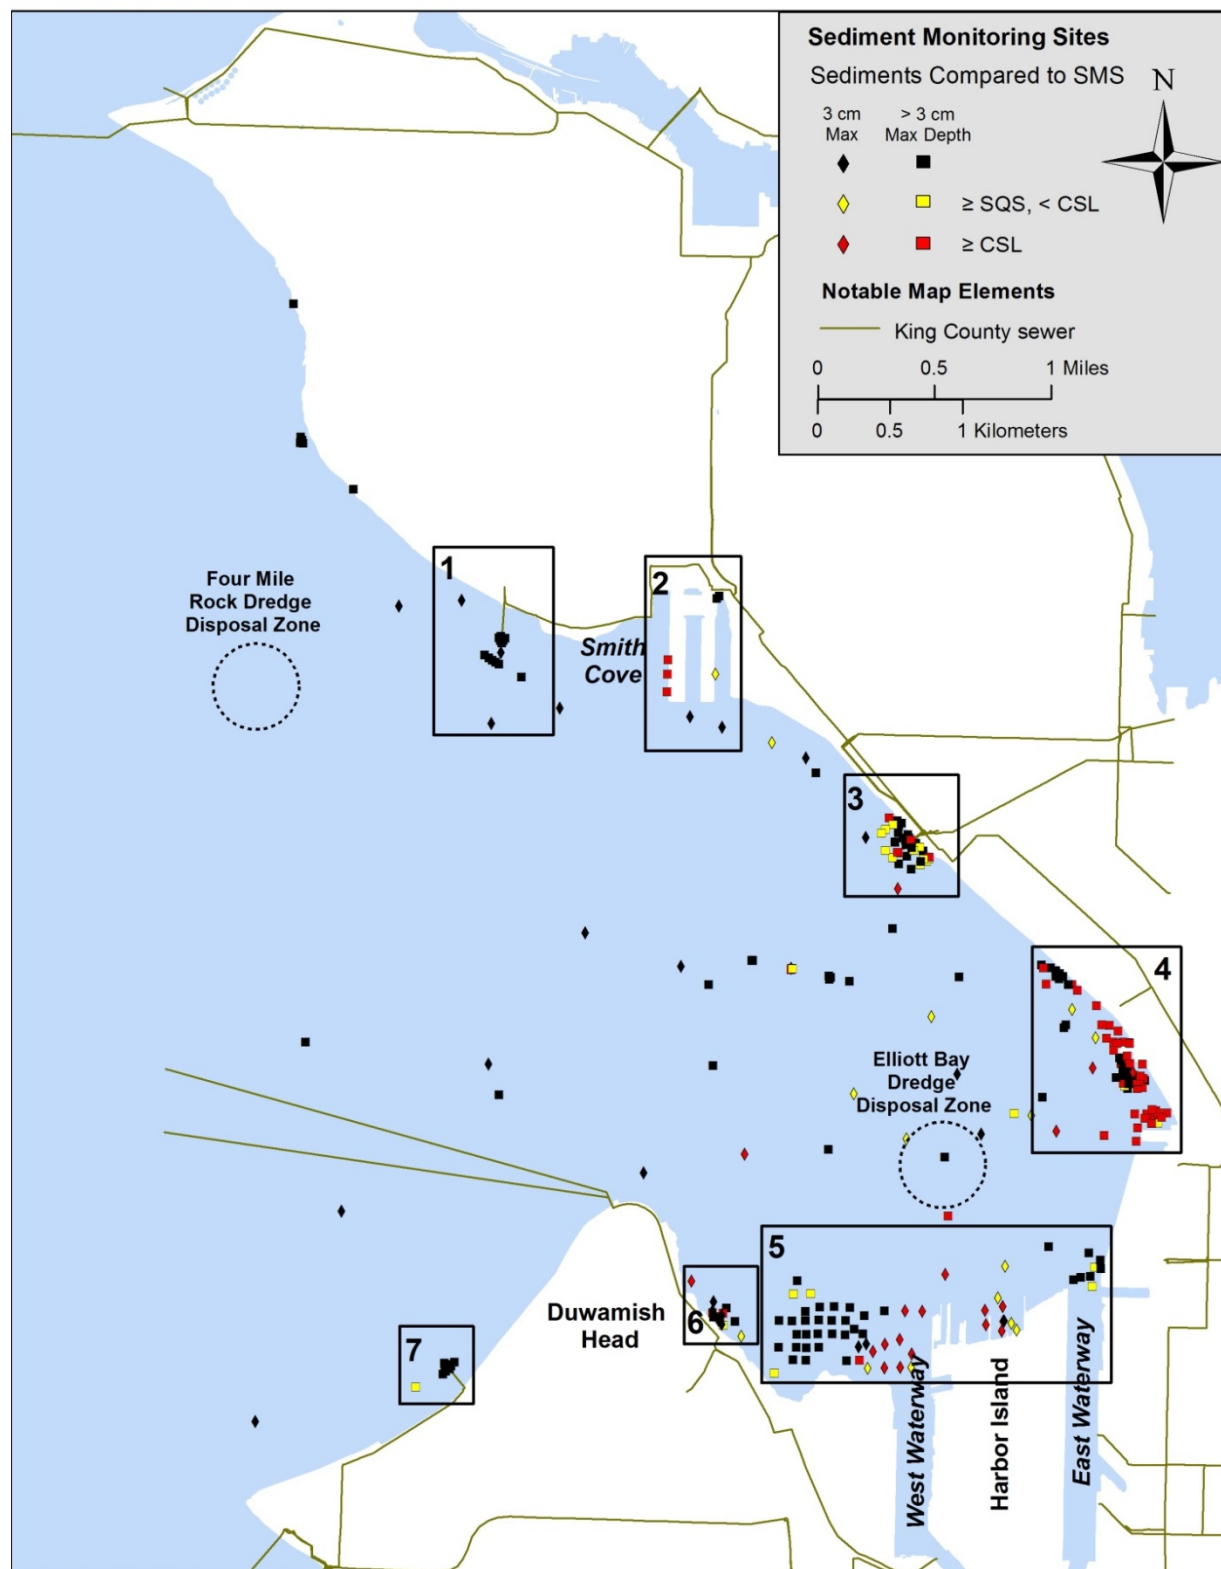 Sediment Monitoring Sites
Sediments Compared to SMS
N
3 cm
Max
> 3 cm
Max Depth
≥ SQS, < CSL
≥ CSL
Notable Map Elements
King County sewer
0 0.5 1 Miles
0 0.5 1 Kilometers
1
2
Four Mile
Rock Dredge
Disposal Zone
Smith
Cove
3
4
Elliott Bay
Dredge
Disposal Zone
5
6
Duwamish
Head
7
West Waterway
Harbor Island
East Waterway